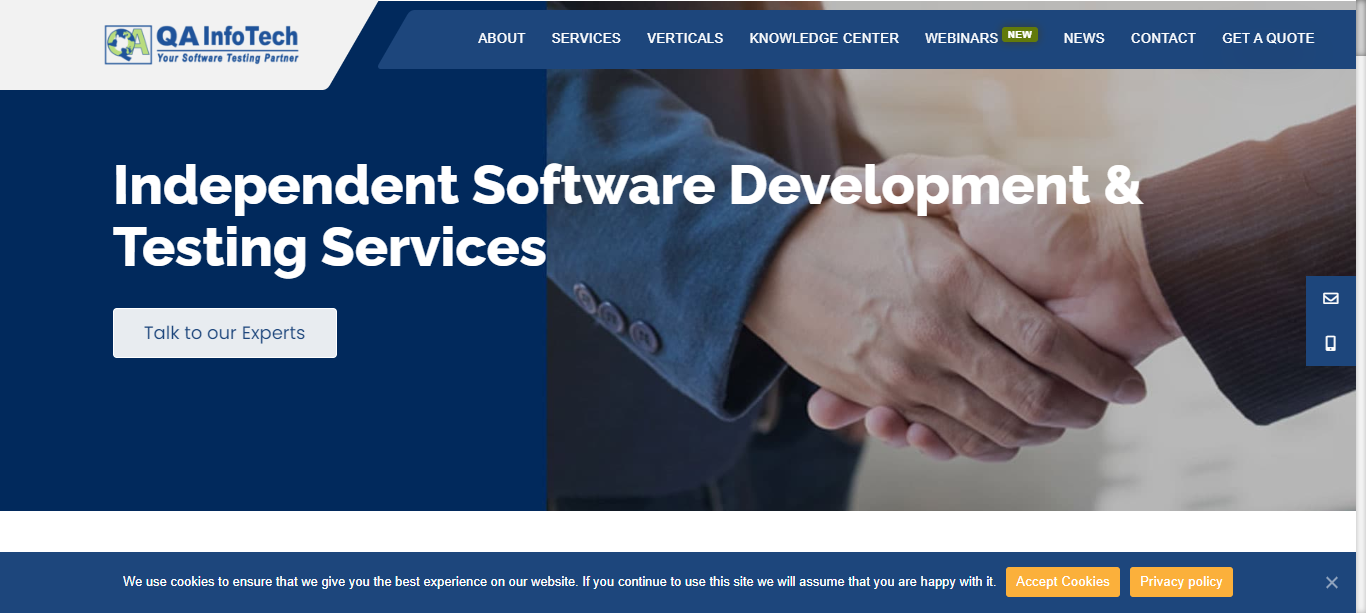 QA InfoTech
Your Software Testing Partner
ABOUT SERVICES VERTICALS KNOWLEDGE CENTER WEBINARS NEW NEWS CONTACT GET A QUOTE
Independent Software Development &
Testing Services
Talk to our Experts
We use cookies to ensure that we give you the best experience on our website. If you continue to use this site we will assume that you are happy with it. Accept Cookies Privacy policy